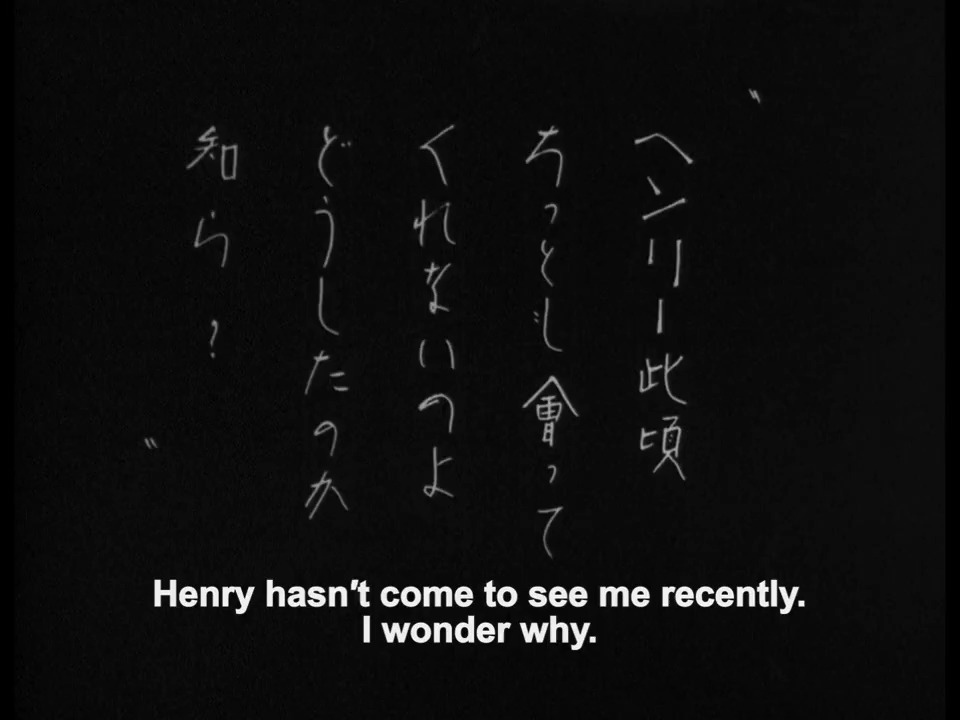 〝ヘンリー此頃
ちっとも會って
くれないのよ
どうしたのか
知ら?〟
Henry hasn't come to see me recently.
I wonder why.